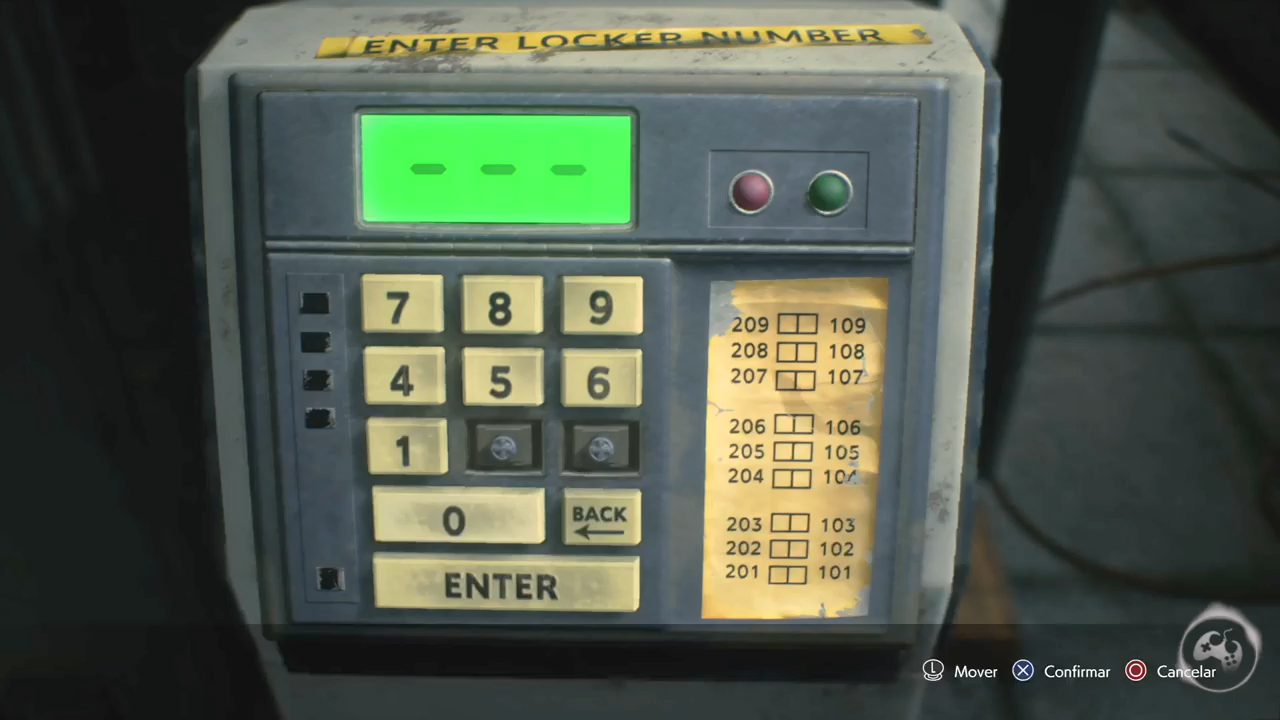 ENTER LOCKER NUMBER
7 8 9
4 5 6
1
0 BACK
ENTER
209 109
208 108
207 107
206 106
205 105
204 104
203 103
202 102
201 101
L Mover Confirmar Cancelar